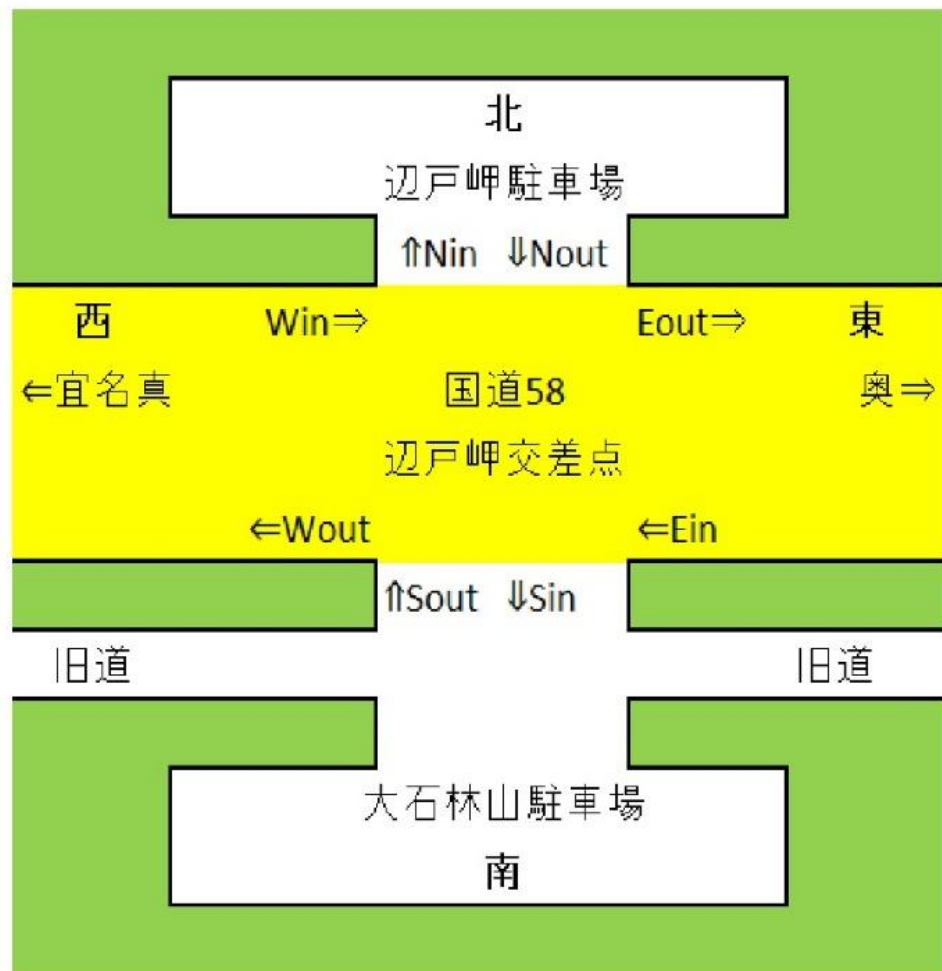 北
辺戸岬駐車場
⇑Nin ⇓Nout
西 Win⇒ Eout⇒ 東
⇐宜名真 国道58 奥⇒
辺戸岬交差点
⇐Wout ⇐Ein
⇑Sout ⇓Sin
旧道 旧道
大石林山駐車場
南